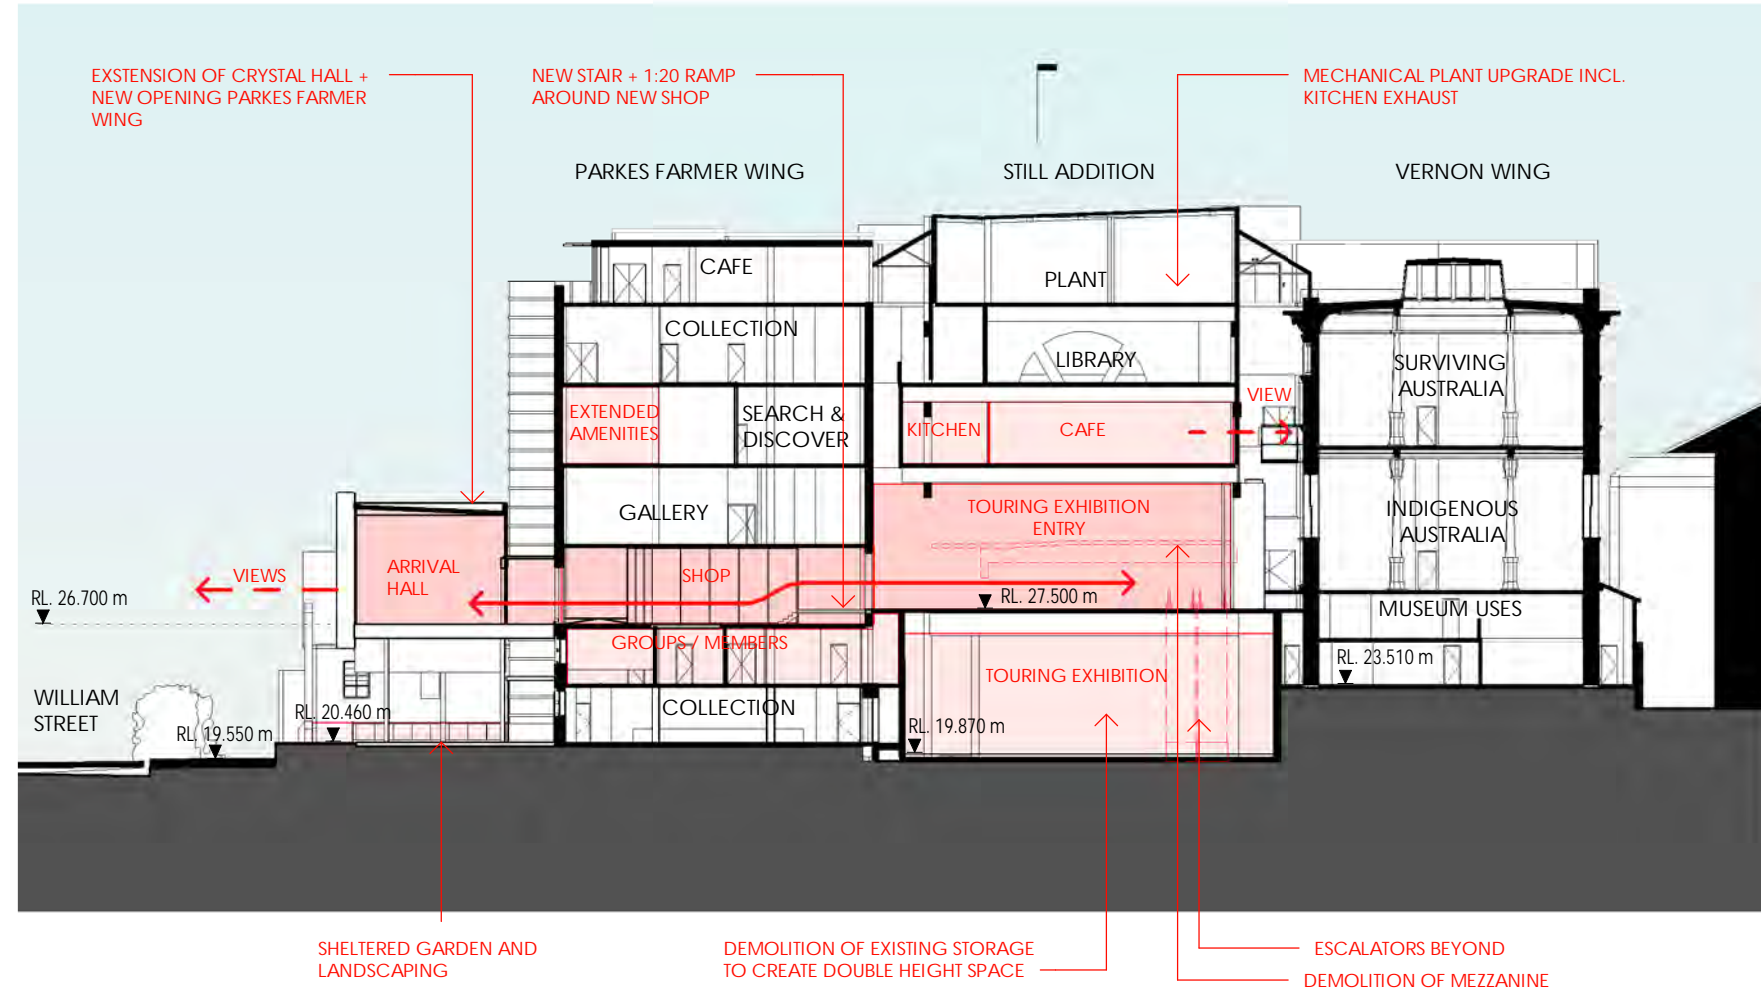 EXSTENSION OF CRYSTAL HALL +
NEW OPENING PARKES FARMER
WING
NEW STAIR + 1:20 RAMP
AROUND NEW SHOP
MECHANICAL PLANT UPGRADE INCL.
KITCHEN EXHAUST
PARKES FARMER WING
STILL ADDITION
VERNON WING
CAFE
PLANT
COLLECTION
LIBRARY
SURVIVING
AUSTRALIA
EXTENDED
AMENITIES
SEARCH &
DISCOVER
KITCHEN
CAFE
VIEW
GALLERY
TOURING EXHIBITION
ENTRY
INDIGENOUS
AUSTRALIA
VIEWS
ARRIVAL
HALL
SHOP
RL. 26.700 m
RL. 27.500 m
MUSEUM USES
GROUPS / MEMBERS
RL. 23.510 m
TOURING EXHIBITION
WILLIAM
STREET
RL. 19.550 m
RL. 20.460 m
COLLECTION
RL. 19.870 m
SHELTERED GARDEN AND
LANDSCAPING
DEMOLITION OF EXISTING STORAGE
TO CREATE DOUBLE HEIGHT SPACE
ESCALATORS BEYOND
DEMOLITION OF MEZZANINE